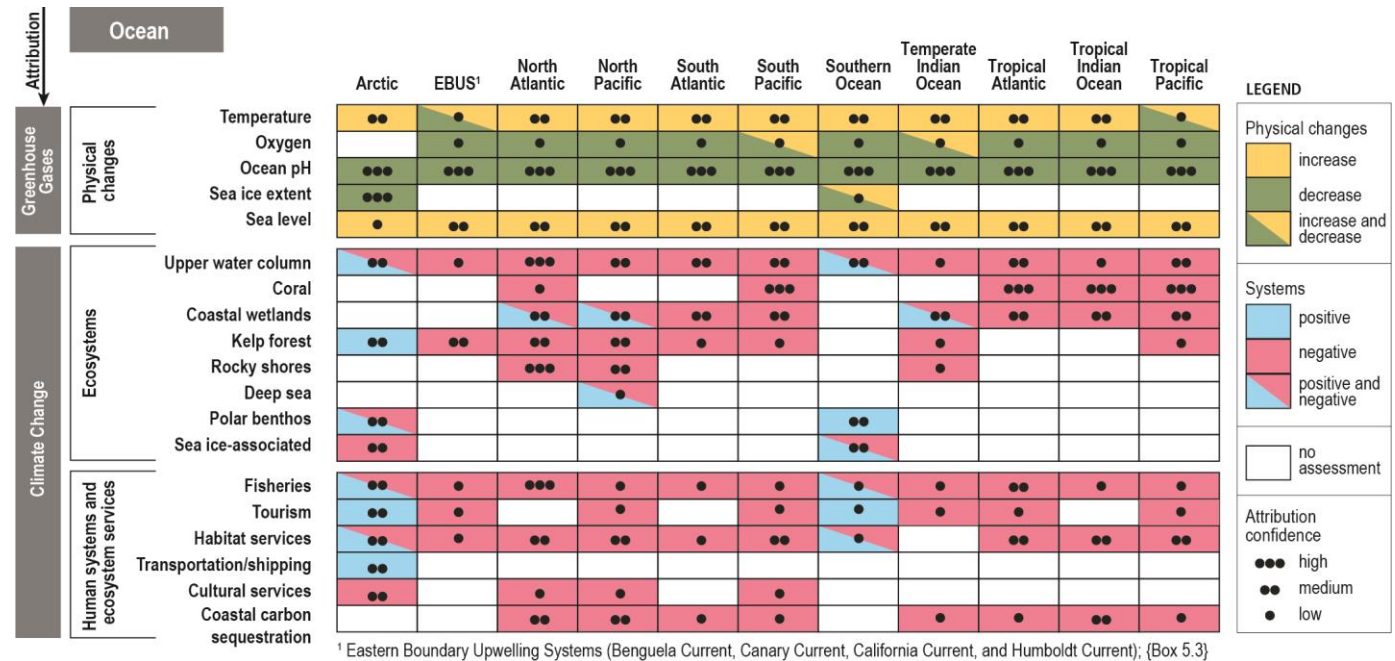 Attribution
Ocean
Arctic
EBUS¹
North
Atlantic
North
Pacific
South
Atlantic
South
Pacific
Southern
Ocean
Temperate
Indian
Ocean
Tropical
Atlantic
Tropical
Indian
Ocean
Tropical
Pacific
Greenhouse
Gases
Physical
changes
Temperature
Oxygen
Ocean pH
Sea ice extent
Sea level
Climate Change
Ecosystems
Upper water column
Coral
Coastal wetlands
Kelp forest
Rocky shores
Deep sea
Polar benthos
Sea ice-associated
Human systems and
ecosystem services
Fisheries
Tourism
Habitat services
Transportation/shipping
Cultural services
Coastal carbon
sequestration
LEGEND
Physical changes
increase
decrease
increase and
decrease
Systems
positive
negative
positive and
negative
no
assessment
Attribution
confidence
high
medium
low
¹ Eastern Boundary Upwelling Systems (Benguela Current, Canary Current, California Current, and Humboldt Current); {Box 5.3}